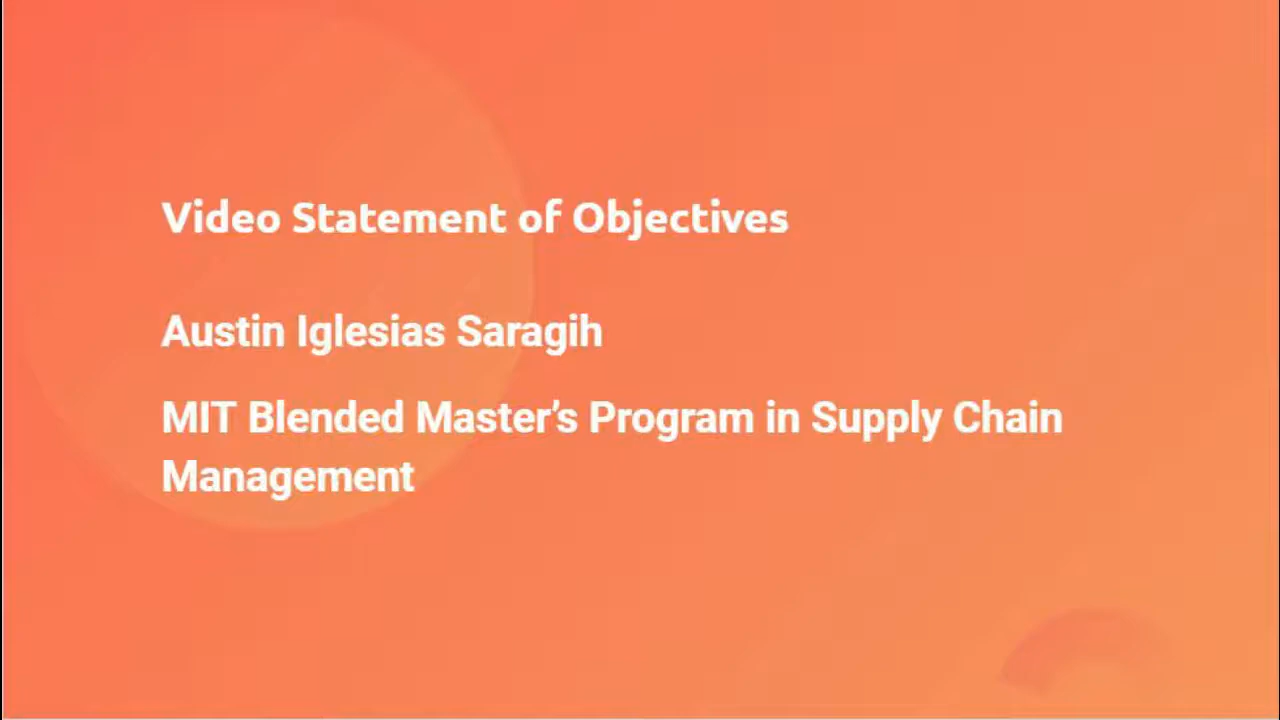 Video Statement of Objectives
Austin Iglesias Saragih
MIT Blended Master’s Program in Supply Chain
Management